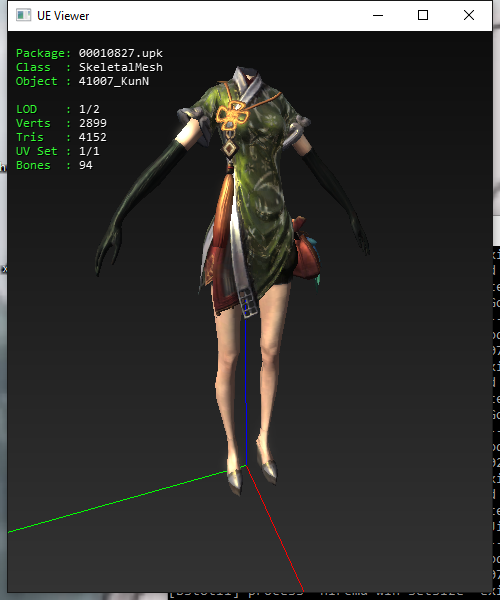 UE Viewer
Package: 00010827.upk
Class : SkeletalMesh
Object : 41007_KunN
LOD : 1/2
Verts : 2899
Tris : 4152
UV Set : 1/1
Bones : 94